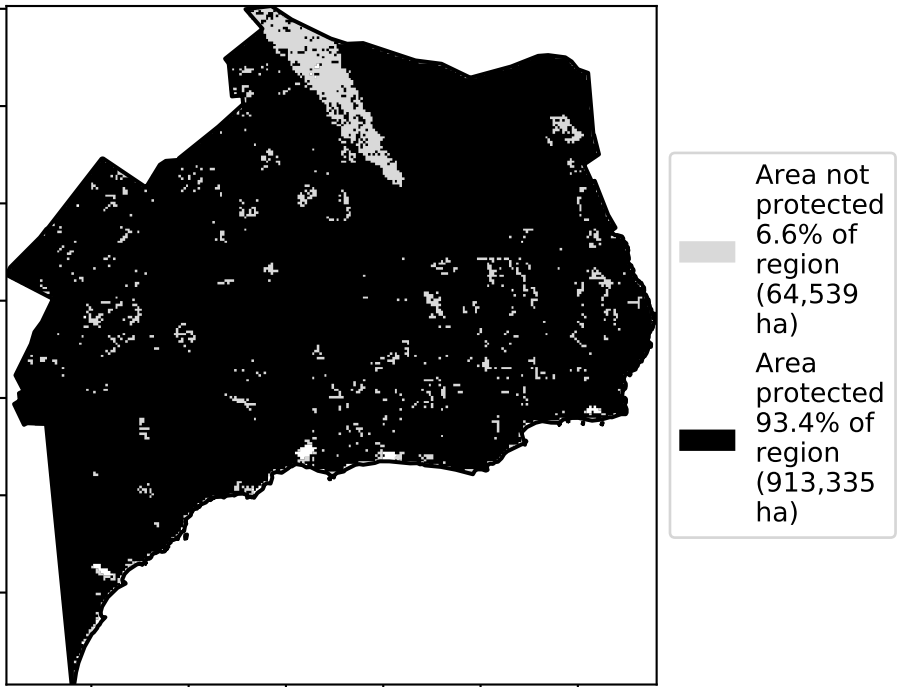 Area not
protected
6.6% of
region
(64,539
ha)
Area
protected
93.4% of
region
(913,335
ha)